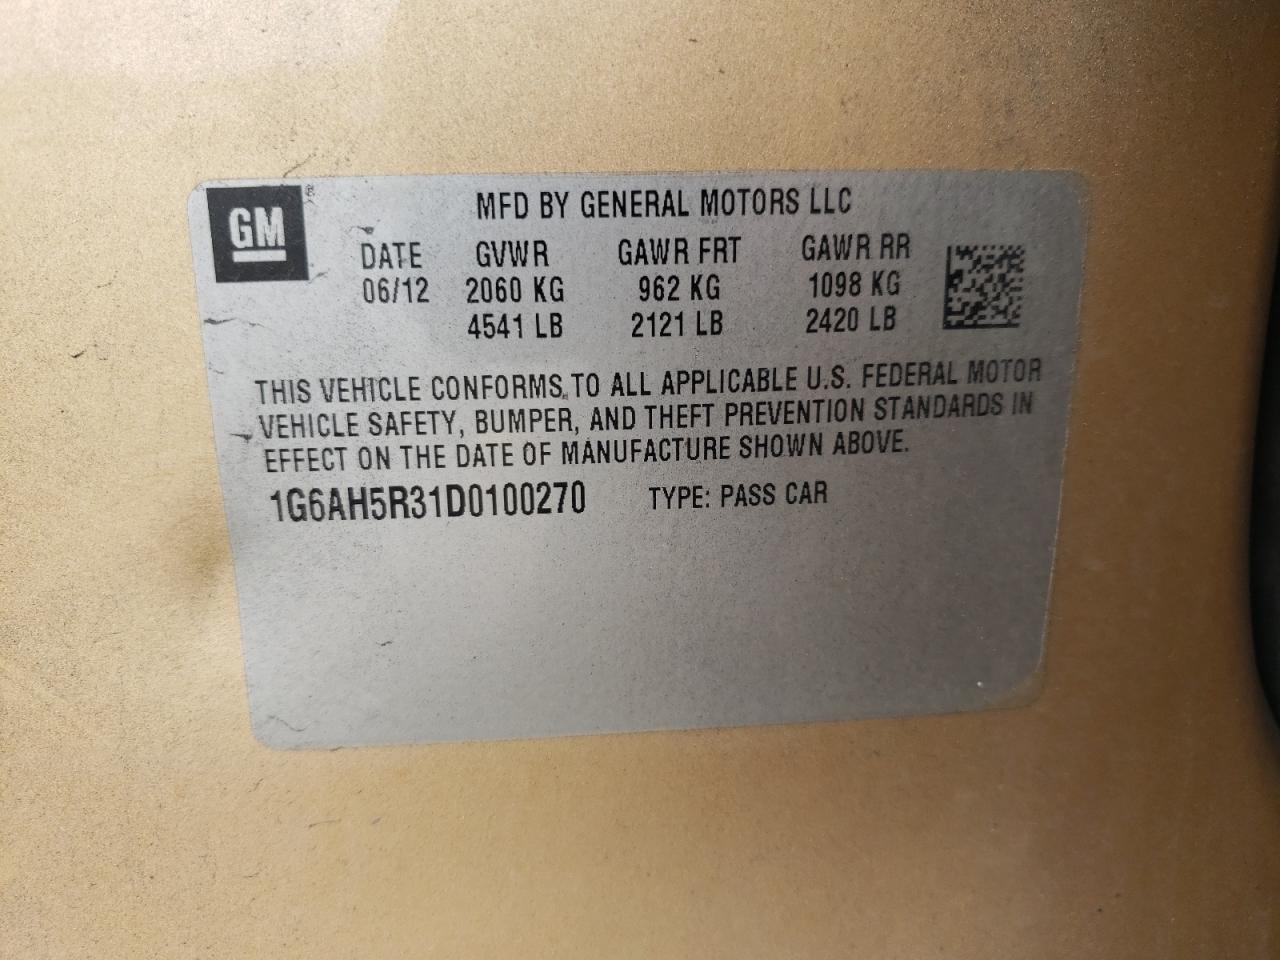 GM ®
MFD BY GENERAL MOTORS LLC
DATE GVWR GAWR FRT GAWR RR
06/12 2060 KG 962 KG 1098 KG
4541 LB 2121 LB 2420 LB
THIS VEHICLE CONFORMS TO ALL APPLICABLE U.S. FEDERAL MOTOR
VEHICLE SAFETY, BUMPER, AND THEFT PREVENTION STANDARDS IN
EFFECT ON THE DATE OF MANUFACTURE SHOWN ABOVE.
1G6AH5R31D0100270 TYPE: PASS CAR